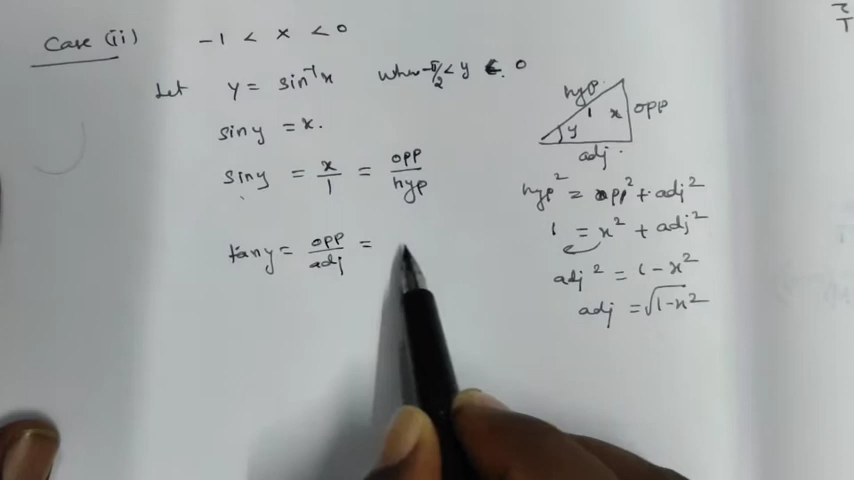 Case (ii) -1 < x < 0
Let y = sin⁻¹x when -π/2 < y < 0
sin y = x.
sin y = x/1 = opp/hyp
tan y = opp/adj =
hyp
1 x opp
y
adj
hyp² = opp² + adj²
1 = x² + adj²
adj² = 1 - x²
adj = √1-x²